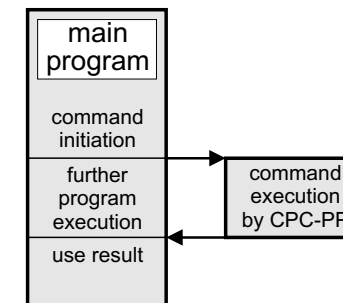 main
program
command
initiation
further
program
execution
use result
command
execution
by CPC-PP